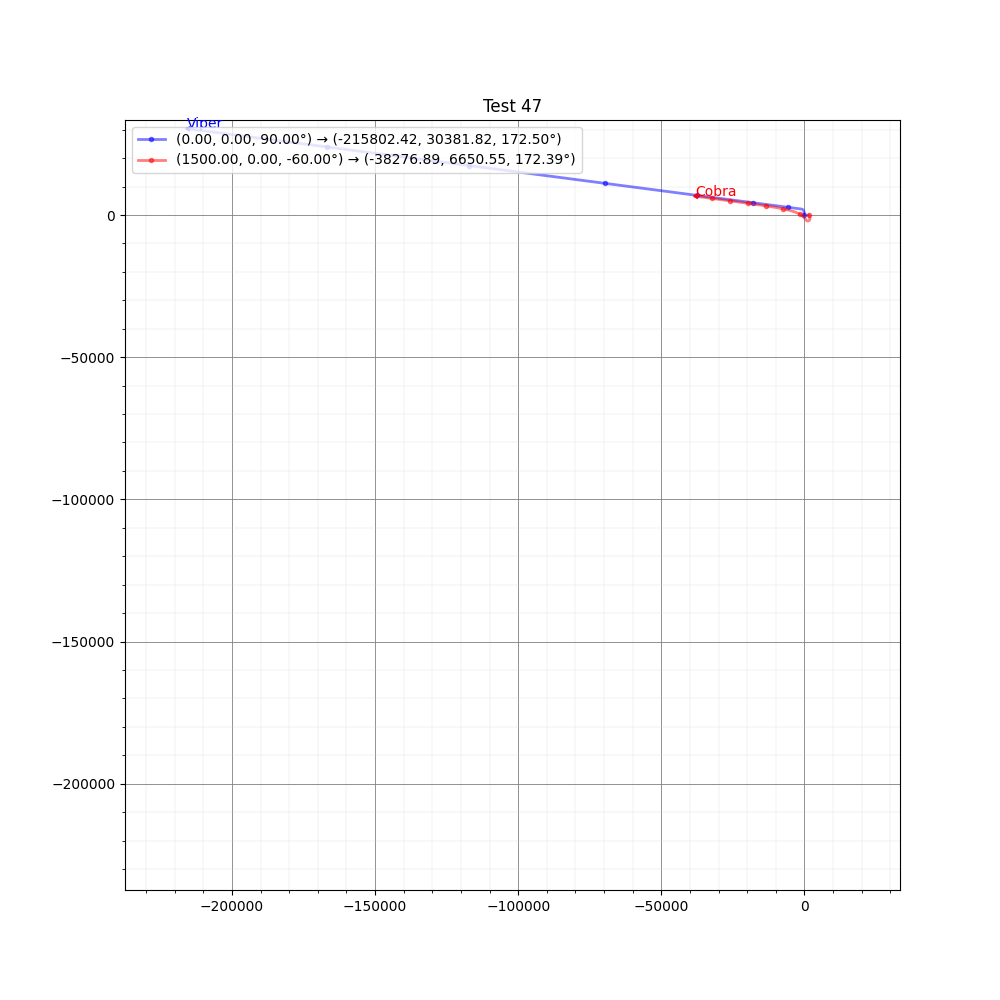 Test 47
Viper
(0.00, 0.00, 90.00°) → (-215802.42, 30381.82, 172.50°)
(1500.00, 0.00, -60.00°) → (-38276.89, 6650.55, 172.39°)
Cobra
0
−50000
−100000
−150000
−200000
−200000 −150000 −100000 −50000 0